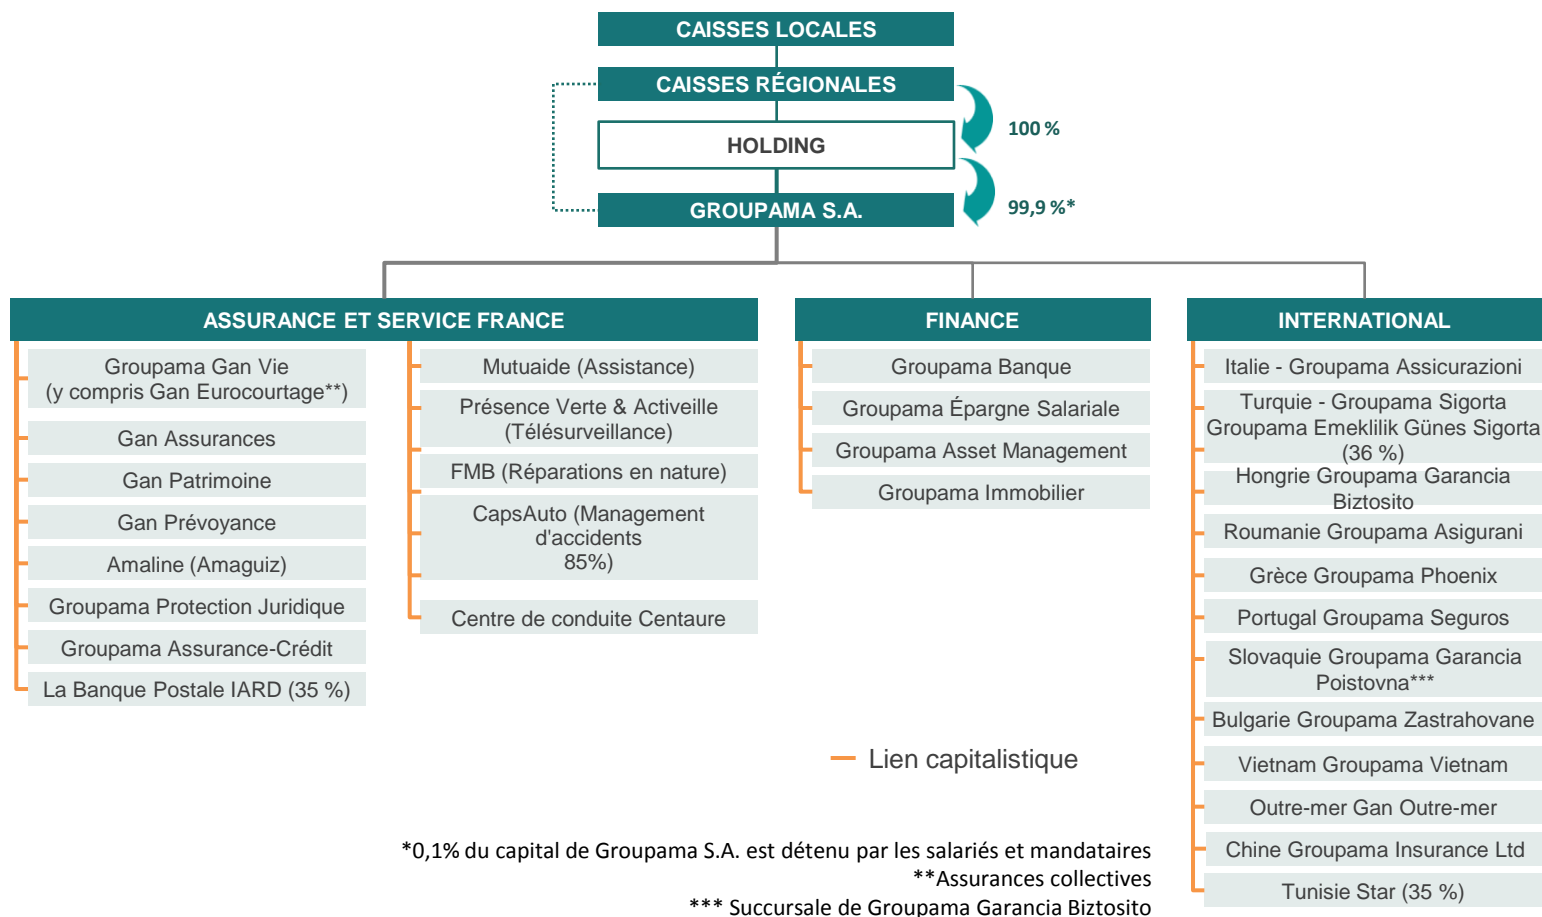 CAISSES LOCALES
CAISSES RÉGIONALES
100 %
HOLDING
99,9 %*
GROUPAMA S.A.
ASSURANCE ET SERVICE FRANCE
Groupama Gan Vie
(y compris Gan Eurocourtage**)
Gan Assurances
Gan Patrimoine
Gan Prévoyance
Amaline (Amaguiz)
Groupama Protection Juridique
Groupama Assurance-Crédit
La Banque Postale IARD (35 %)
Mutuaide (Assistance)
Présence Verte & Activeille
(Télésurveillance)
FMB (Réparations en nature)
CapsAuto (Management
d'accidents
85%)
Centre de conduite Centaure
FINANCE
Groupama Banque
Groupama Épargne Salariale
Groupama Asset Management
Groupama Immobilier
INTERNATIONAL
Italie - Groupama Assicurazioni
Turquie - Groupama Sigorta
Groupama Emeklilik Günes Sigorta
(36 %)
Hongrie Groupama Garancia
Biztosito
Roumanie Groupama Asigurani
Grèce Groupama Phoenix
Portugal Groupama Seguros
Slovaquie Groupama Garancia
Poistovna***
Bulgarie Groupama Zastrahovane
Vietnam Groupama Vietnam
Outre-mer Gan Outre-mer
Chine Groupama Insurance Ltd
Tunisie Star (35 %)
Lien capitalistique
*0,1% du capital de Groupama S.A. est détenu par les salariés et mandataires
**Assurances collectives
*** Succursale de Groupama Garancia Biztosito